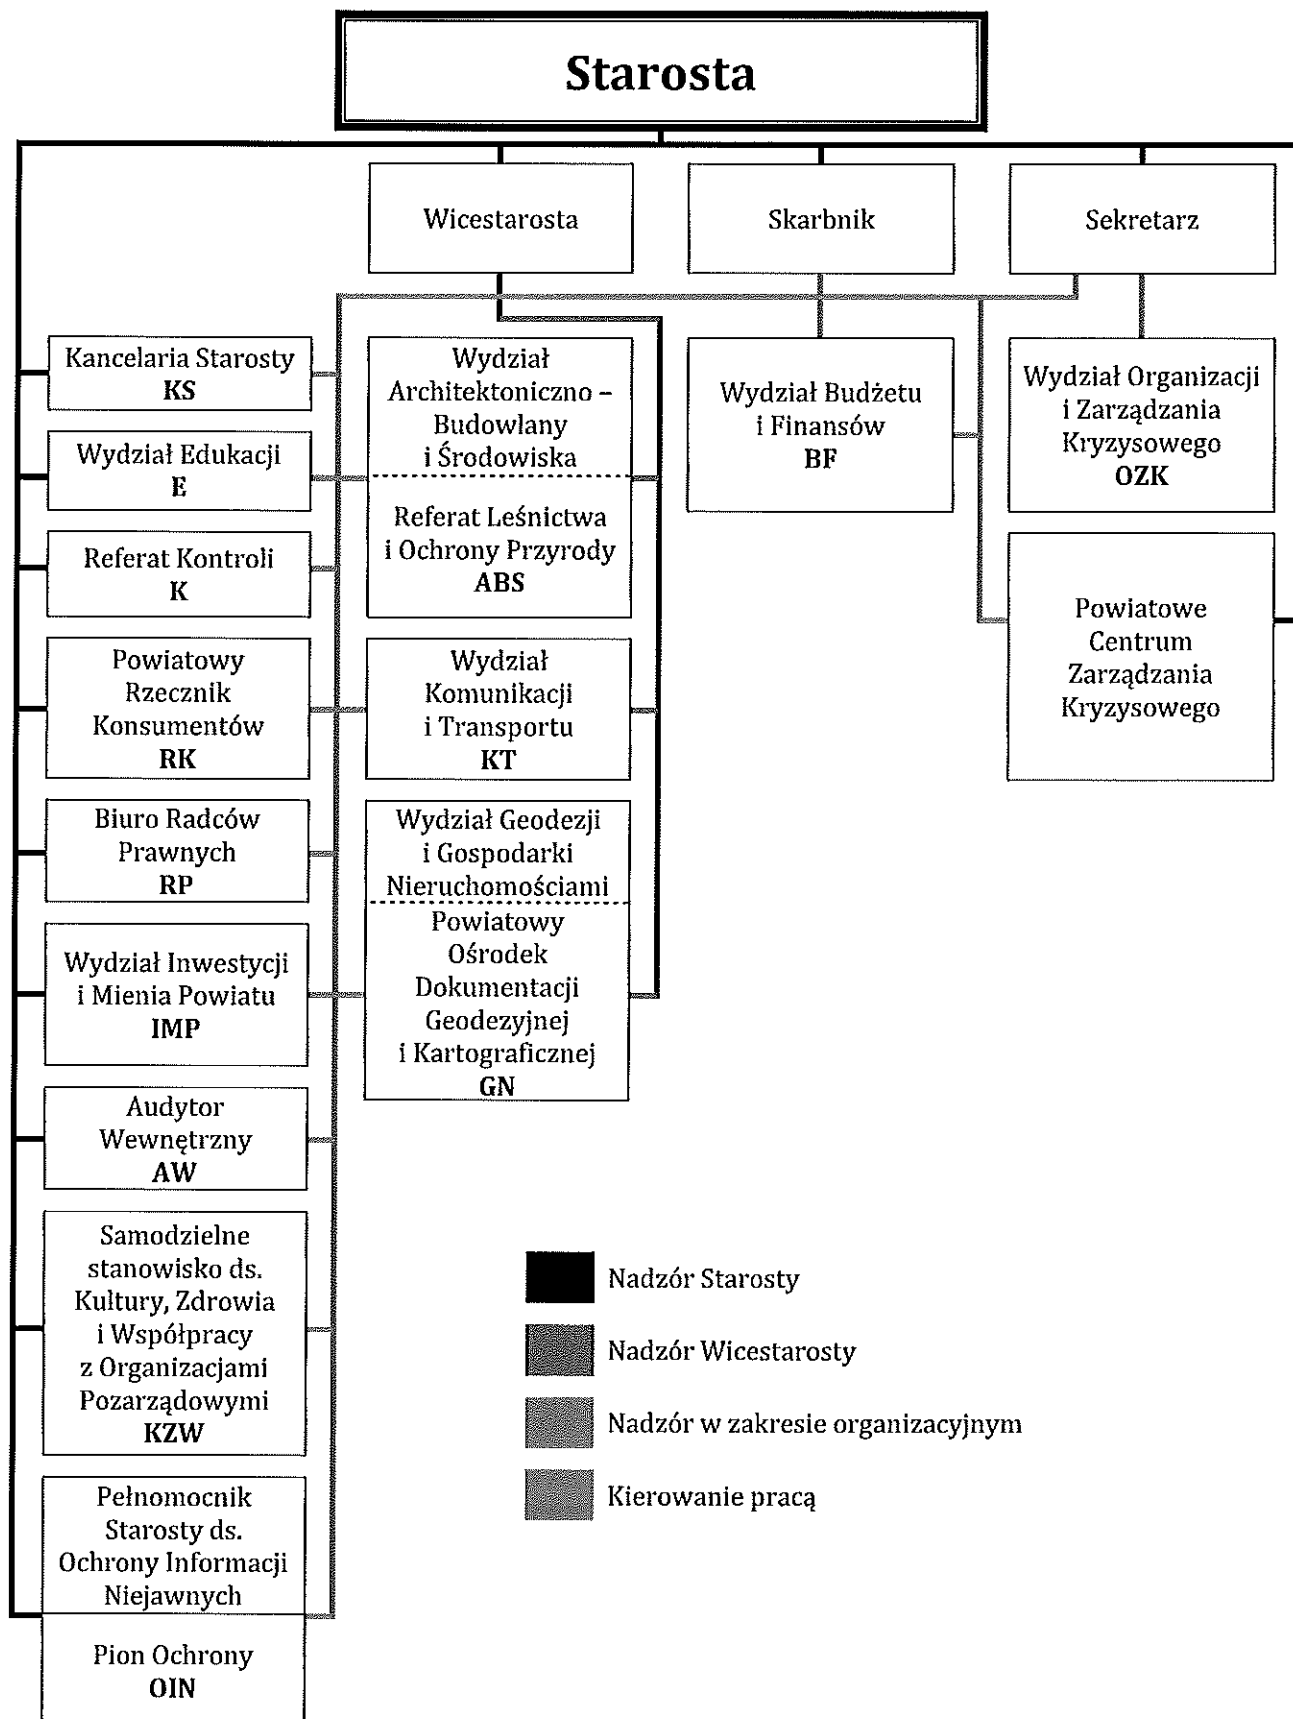 Starosta
Wicestarosta
Skarbnik
Sekretarz
Kancelaria Starosty
KS
Wydział Edukacji
E
Referat Kontroli
K
Powiatowy
Rzecznik
Konsumentów
RK
Biuro Radców
Prawnych
RP
Wydział Inwestycji
i Mienia Powiatu
IMP
Audytor
Wewnętrzny
AW
Samodzielne
stanowisko ds.
Kultury, Zdrowia
i Współpracy
z Organizacjami
Pozarządowymi
KZW
Pełnomocnik
Starosty ds.
Ochrony Informacji
Niejawnych
Pion Ochrony
OIN
Wydział
Architektoniczno –
Budowlany
i Środowiska
Referat Leśnictwa
i Ochrony Przyrody
ABS
Wydział
Komunikacji
i Transportu
KT
Wydział Geodezji
i Gospodarki
Nieruchomościami
Powiatowy
Ośrodek
Dokumentacji
Geodezyjnej
i Kartograficznej
GN
Wydział Budżetu
i Finansów
BF
Wydział Organizacji
i Zarządzania
Kryzysowego
OZK
Powiatowe
Centrum
Zarządzania
Kryzysowego
Nadzór Starosty
Nadzór Wicestarosty
Nadzór w zakresie organizacyjnym
Kierowanie pracą